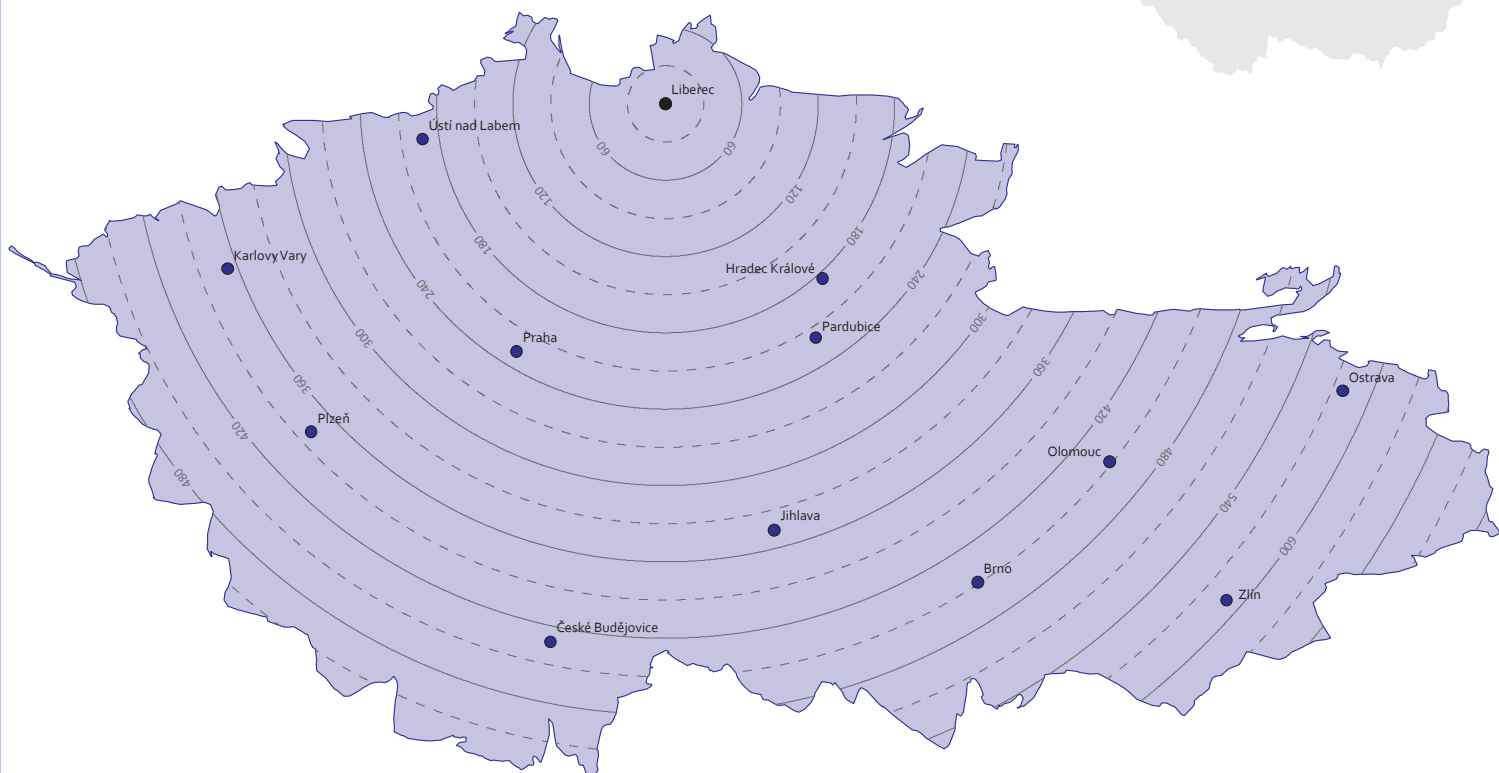 Liberec
Ústí nad Labem
60
60
120
120
180
180
Karlovy Vary
Hradec Králové
240
240
Pardubice
Praha
300
300
360
360
Ostrava
Plzeň
420
420
Olomouc
480
480
540
Jihlava
600
Brno
Zlín
České Budějovice